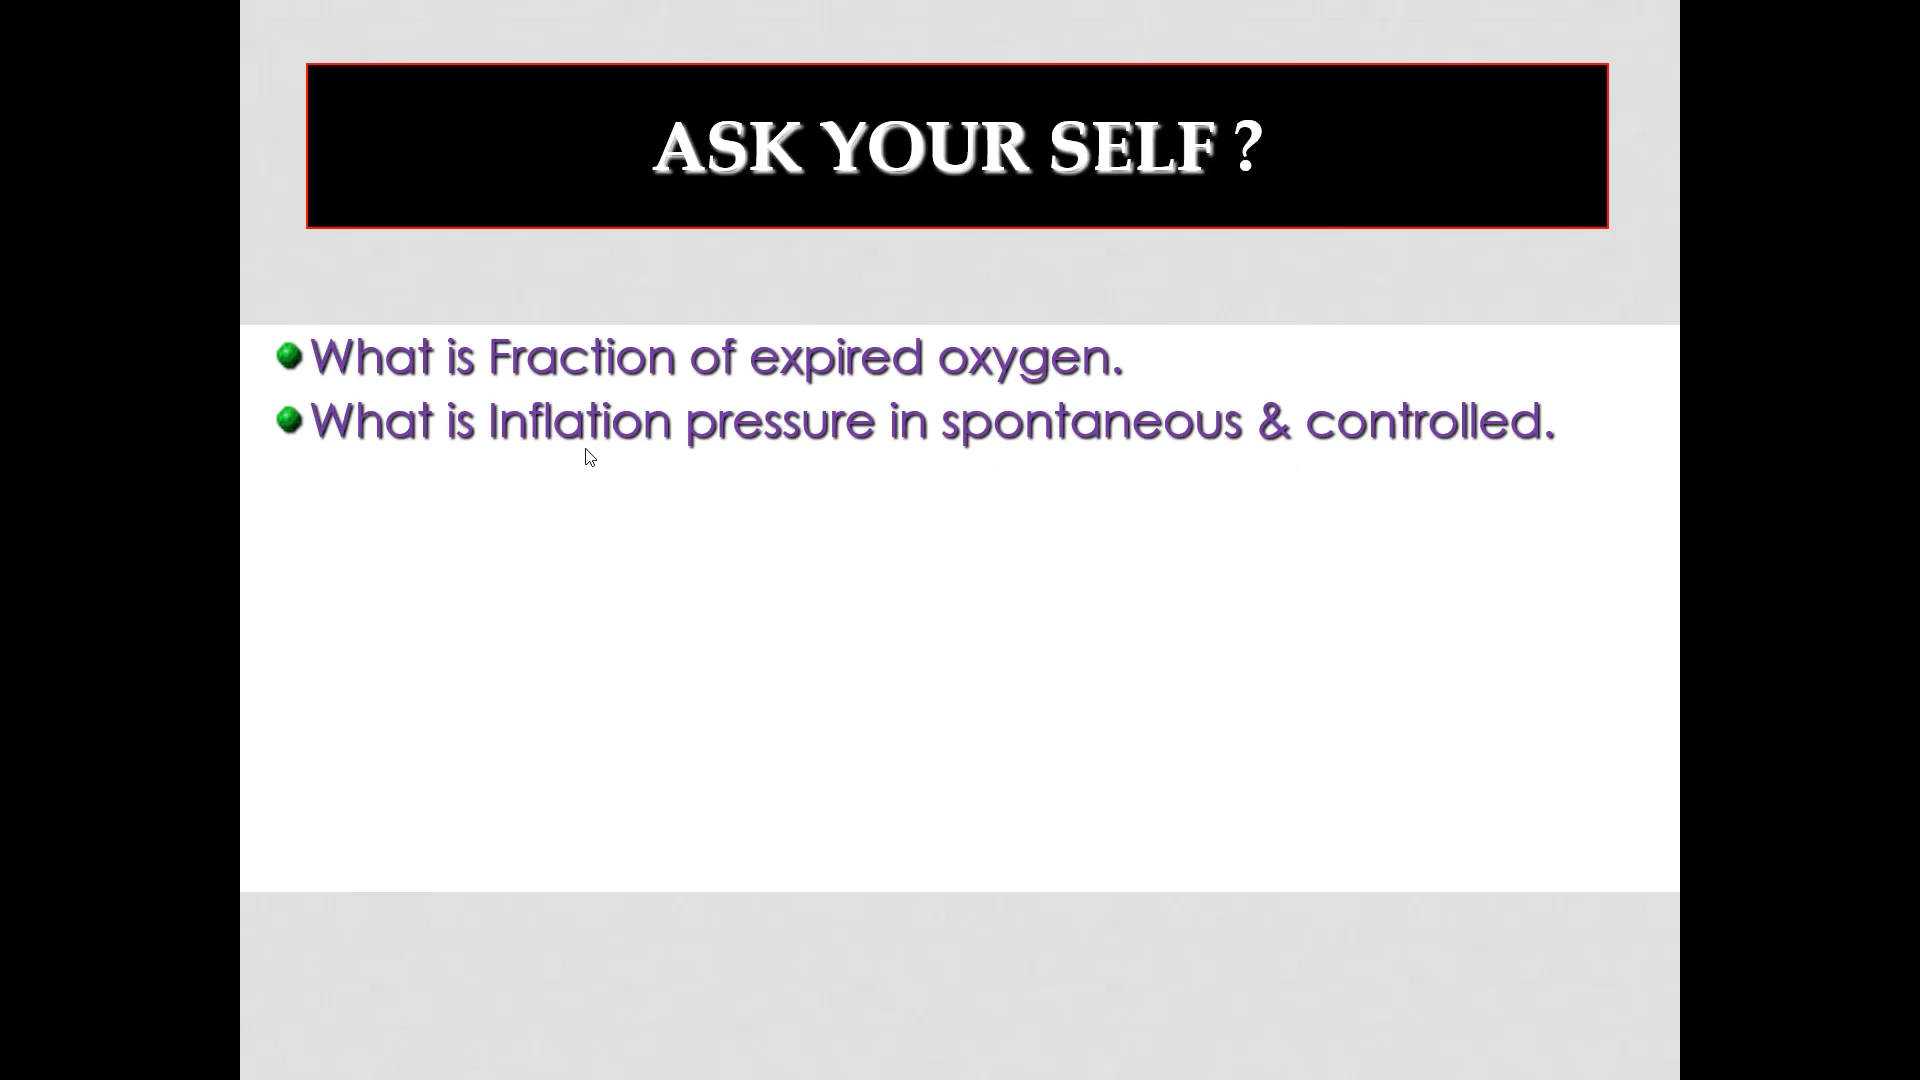 ASK YOUR SELF ?
What is Fraction of expired oxygen.
What is Inflation pressure in spontaneous & controlled.